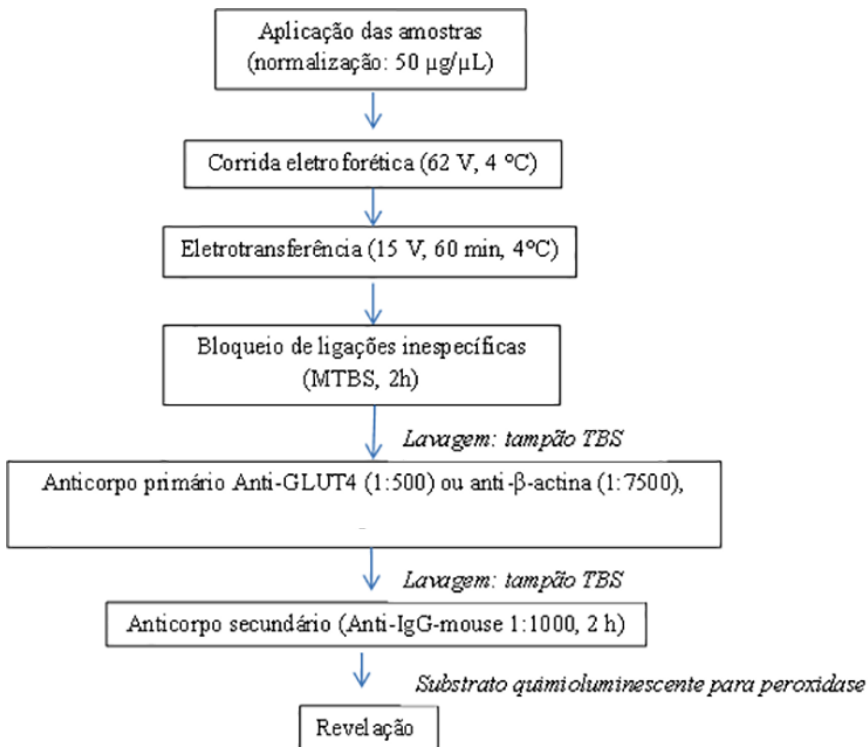 Aplicação das amostras
(normalização: 50 µg/µL)
Corrida eletroforética (62 V, 4 °C)
Eletrotransferência (15 V, 60 min, 4°C)
Bloqueio de ligações inespecíficas
(MTBS, 2h)
Lavagem: tampão TBS
Anticorpo primário Anti-GLUT4 (1:500) ou anti-β-actina (1:7500),
Lavagem: tampão TBS
Anticorpo secundário (Anti-IgG-mouse 1:1000, 2 h)
Substrato quimioluminescente para peroxidase
Revelação